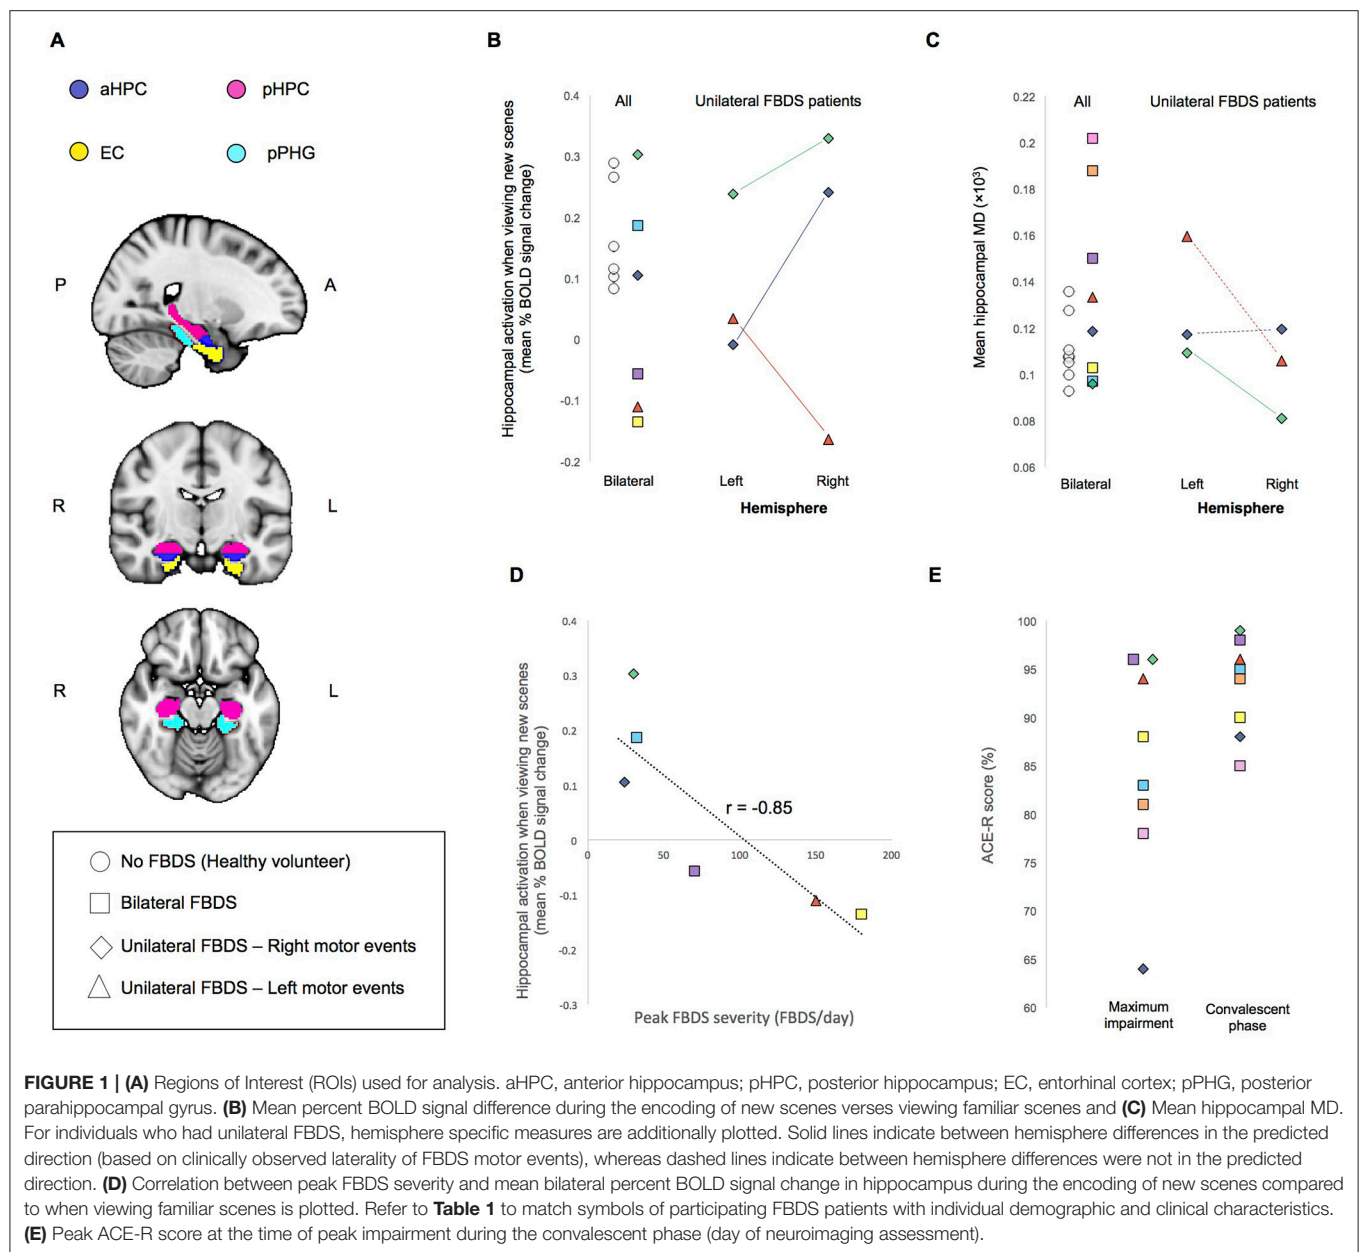 A
aHPC
pHPC
EC
pPHG
P
A
R
L
R
L
No FBDS (Healthy volunteer)
Bilateral FBDS
Unilateral FBDS – Right motor events
Unilateral FBDS – Left motor events
B
Hippocampal activation when viewing new scenes
(mean % BOLD signal change)
All
Unilateral FBDS patients
0.4
0.3
0.2
0.1
0
-0.1
-0.2
Bilateral
Left
Right
Hemisphere
C
Mean hippocampal MD (×10³)
All
Unilateral FBDS patients
0.22
0.2
0.18
0.16
0.14
0.12
0.1
0.08
0.06
Bilateral
Left
Right
Hemisphere
D
Hippocampal activation when viewing new scenes
(mean % BOLD signal change)
0.4
0.3
0.2
0.1
0
-0.1
-0.2
-0.3
0
50
100
150
200
r = -0.85
Peak FBDS severity (FBDS/day)
E
ACE-R score (%)
100
95
90
85
80
75
70
65
60
Maximum
impairment
Convalescent
phase
FIGURE 1 | (A) Regions of Interest (ROIs) used for analysis. aHPC, anterior hippocampus; pHPC, posterior hippocampus; EC, entorhinal cortex; pPHG, posterior
parahippocampal gyrus. (B) Mean percent BOLD signal difference during the encoding of new scenes verses viewing familiar scenes and (C) Mean hippocampal MD.
For individuals who had unilateral FBDS, hemisphere specific measures are additionally plotted. Solid lines indicate between hemisphere differences in the predicted
direction (based on clinically observed laterality of FBDS motor events), whereas dashed lines indicate between hemisphere differences were not in the predicted
direction. (D) Correlation between peak FBDS severity and mean bilateral percent BOLD signal change in hippocampus during the encoding of new scenes compared
to when viewing familiar scenes is plotted. Refer to Table 1 to match symbols of participating FBDS patients with individual demographic and clinical characteristics.
(E) Peak ACE-R score at the time of peak impairment during the convalescent phase (day of neuroimaging assessment).